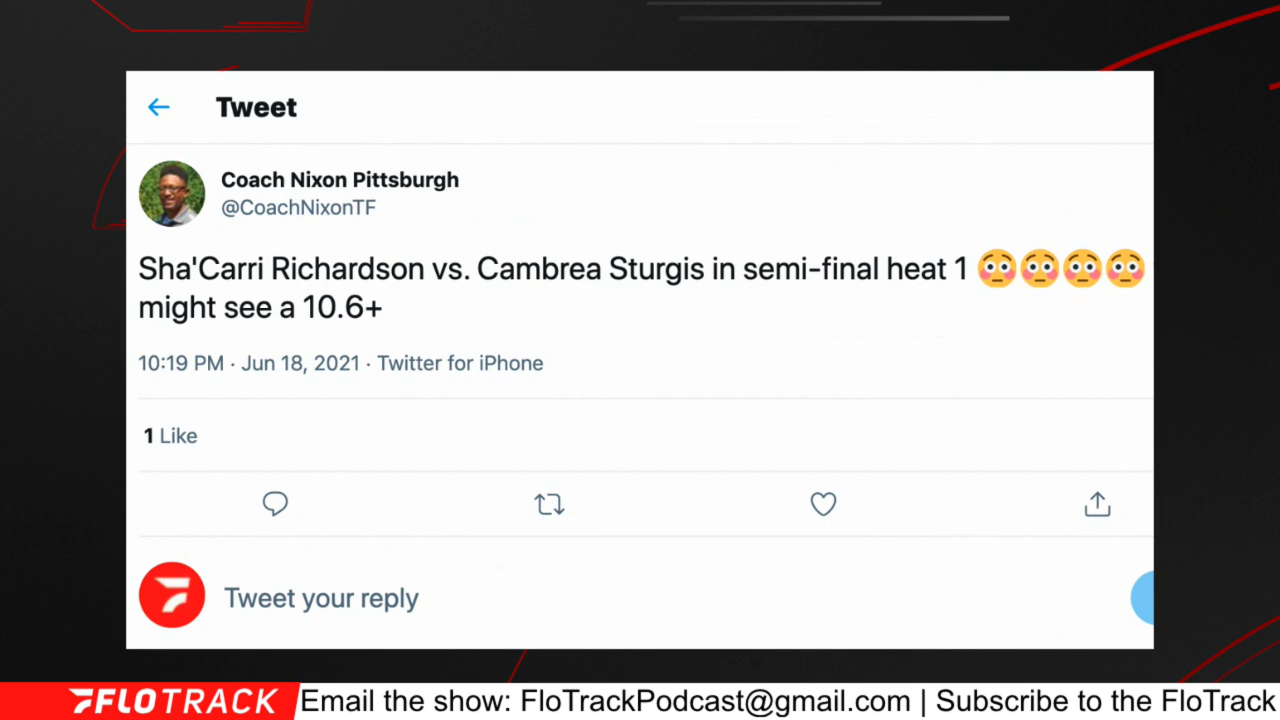 Tweet
Coach Nixon Pittsburgh
@CoachNixonTF
Sha'Carri Richardson vs. Cambrea Sturgis in semi-final heat 1 😳😳😳😳
might see a 10.6+
10:19 PM · Jun 18, 2021 · Twitter for iPhone
1 Like
Tweet your reply
FLOTRACK Email the show: FloTrackPodcast@gmail.com | Subscribe to the FloTrack